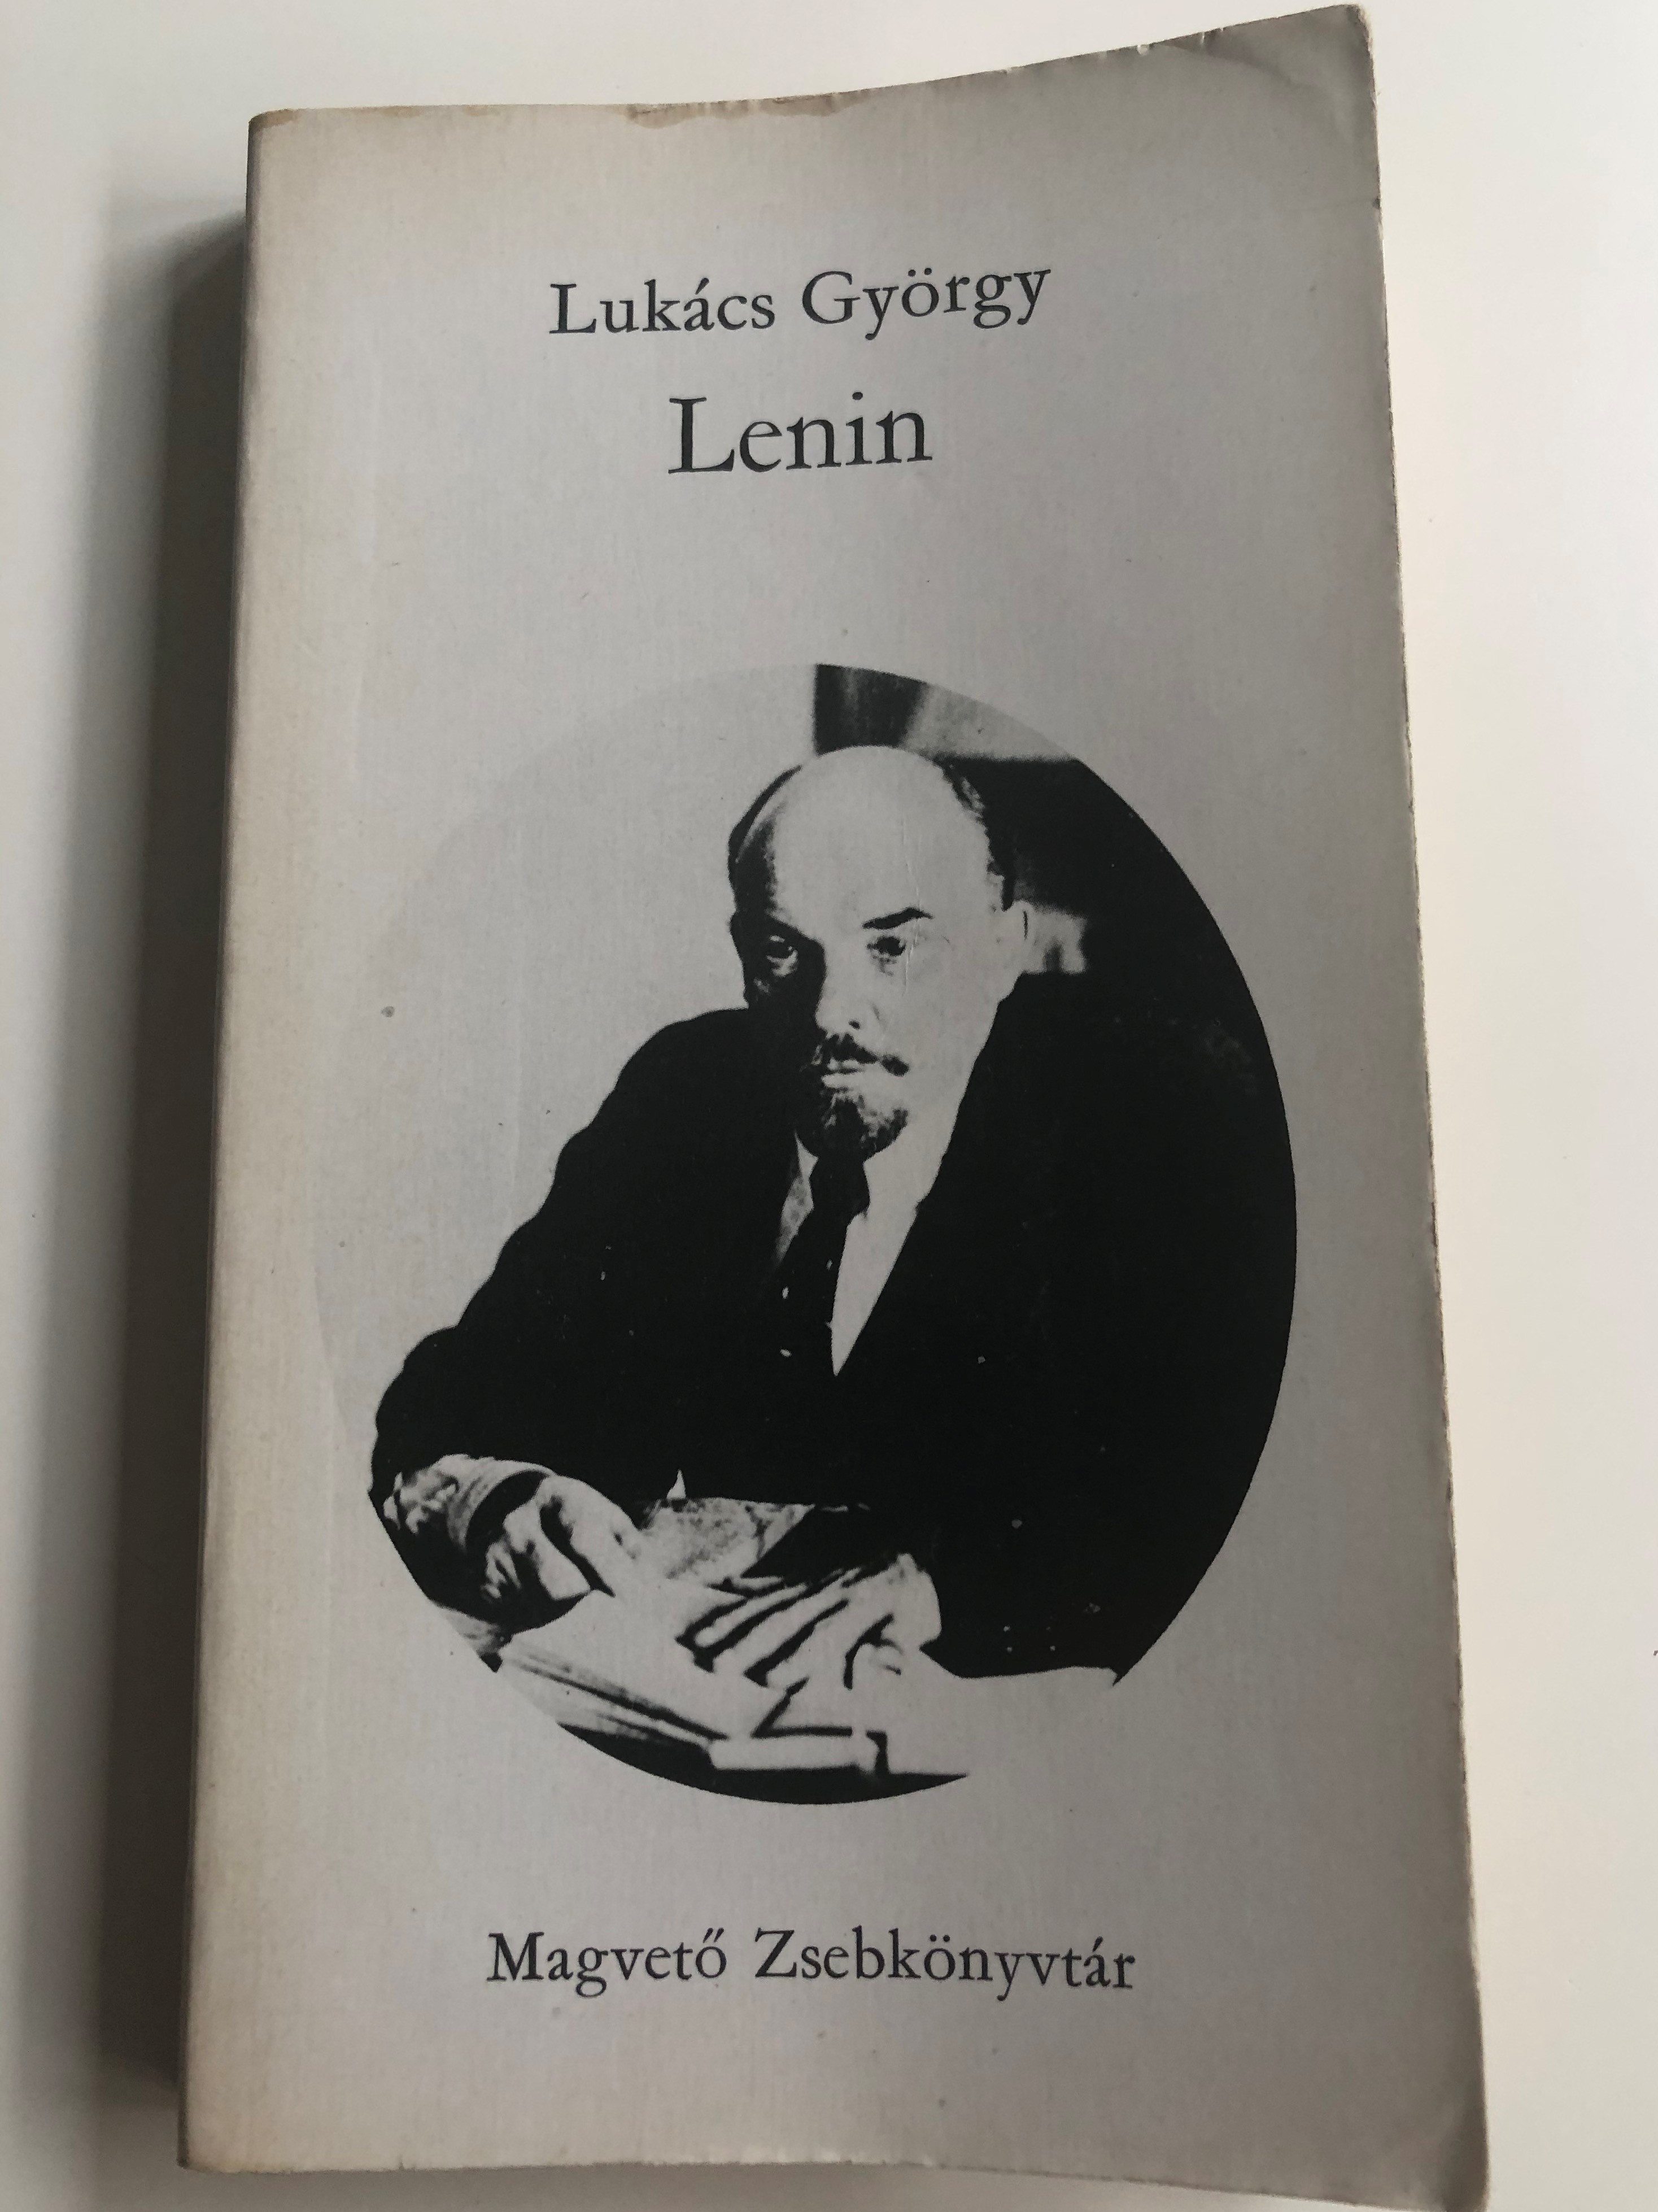 Lukács György
Lenin
Magvető Zsebkönyvtár